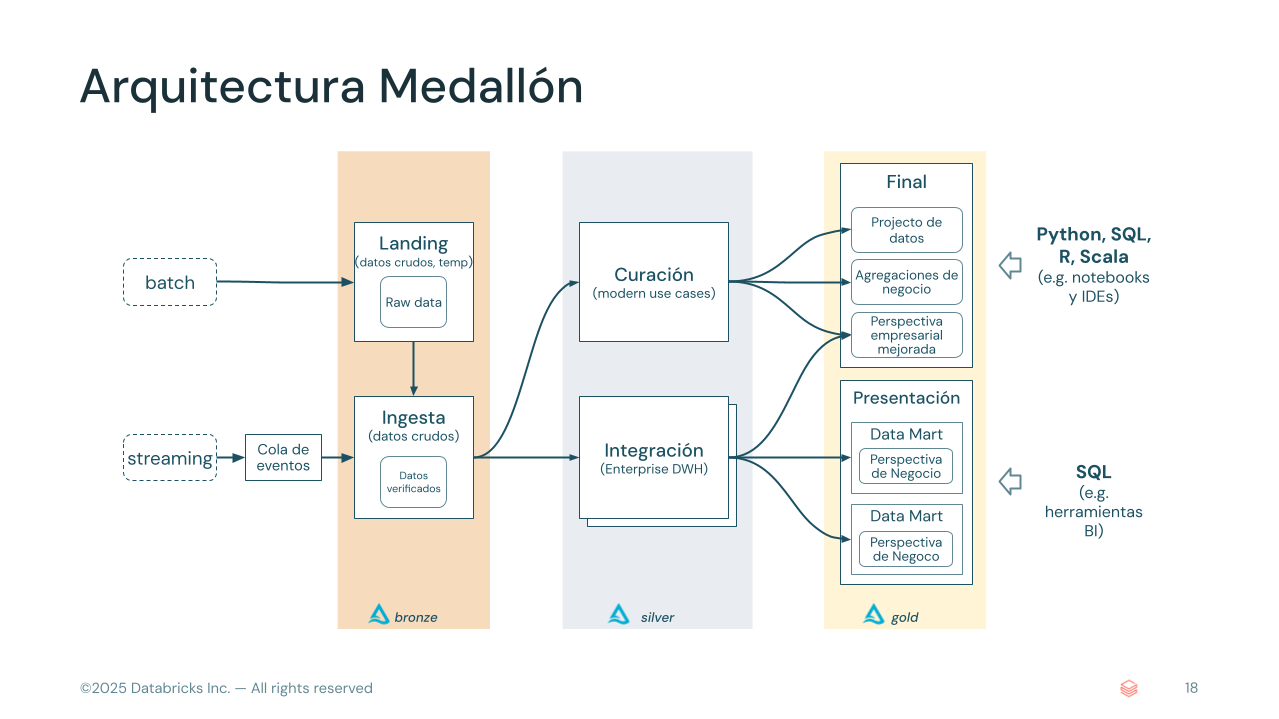 Arquitectura Medallón
batch
streaming
Cola de
eventos
Landing
(datos crudos, temp)
Raw data
Ingesta
(datos crudos)
Datos
verificados
bronze
Curación
(modern use cases)
Integración
(Enterprise DWH)
silver
Final
Projecto de
datos
Agregaciones de
negocio
Perspectiva
empresarial
mejorada
Presentación
Data Mart
Perspectiva
de Negocio
Data Mart
Perspectiva
de Negoco
gold
Python, SQL,
R, Scala
(e.g. notebooks
y IDEs)
SQL
(e.g.
herramientas
BI)
©2025 Databricks Inc. — All rights reserved
18